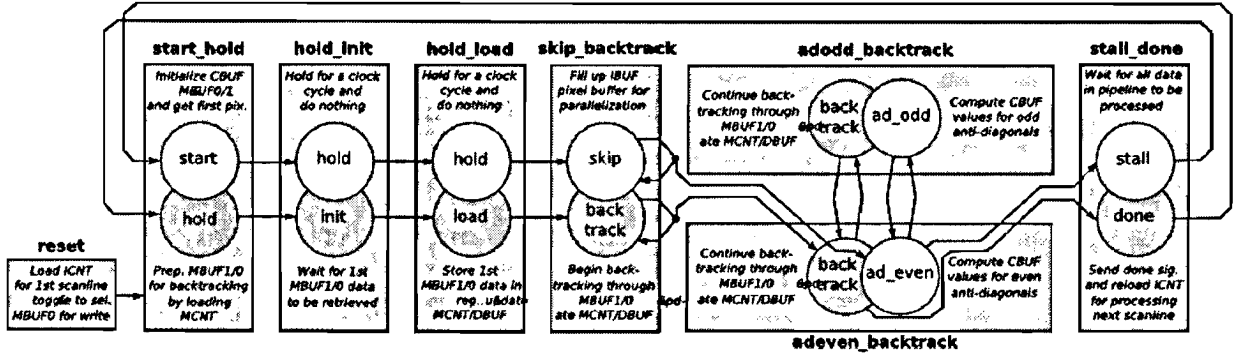 start_hold
Initialize CBUF
MBUF0/1
and get first pix.
start
hold
Prep. MBUF1/0
for backtracking
by loading
MCNT
reset
Load ICNT
for 1st scanline
toggle to sel.
MBUF0 for write
hold_init
Hold for a clock
cycle and
do nothing
hold
init
Wait for 1st
MBUF1/0 data
to be retrieved
hold_load
Hold for a clock
cycle and
do nothing
hold
load
Store 1st
MBUF1/0 data in
reg..update
MCNT/DBUF
skip_backtrack
Fill up IBUF
pixel buffer for
parallelization
skip
back
track
Begin back-
tracking through
MBUF1/0 &upd-
ate MCNT/DBUF
adodd_backtrack
Continue back-
tracking through
MBUF1/0 &upd-
ate MCNT/DBUF
back
track
ad_odd
Compute CBUF
values for odd
anti-diagonals
Continue back-
tracking through
MBUF1/0 &upd-
ate MCNT/DBUF
back
track
ad_even
Compute CBUF
values for even
anti-diagonals
adeven_backtrack
stall_done
Wait for all data
in pipeline to be
processed
stall
done
Send done sig.
and reload ICNT
for processing
next scanline